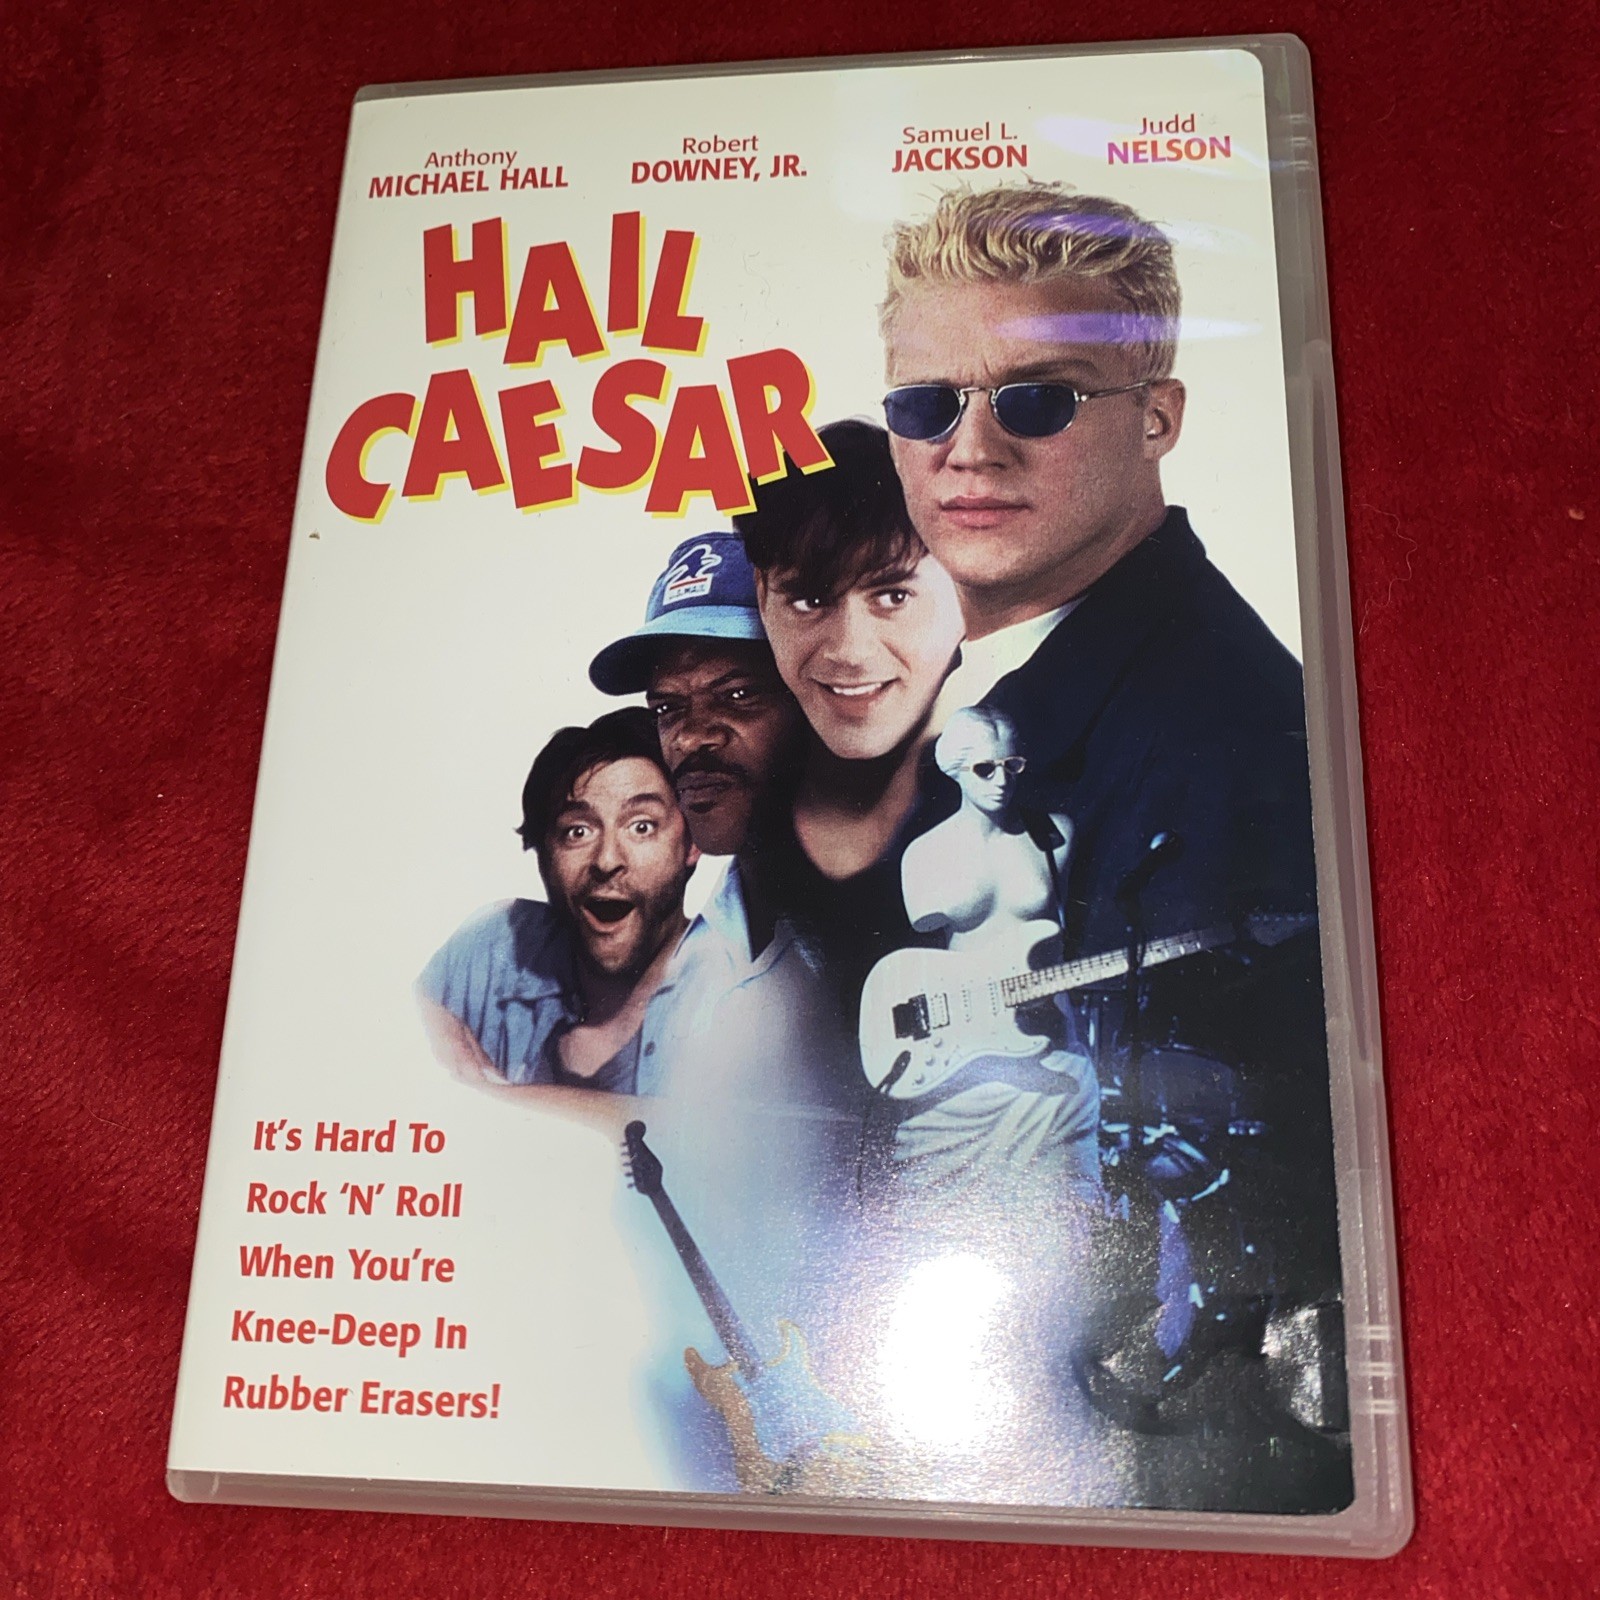 Anthony
MICHAEL HALL
Robert
DOWNEY, JR.
Samuel L.
JACKSON
Judd
NELSON
HAIL
CAESAR
It's Hard To
Rock 'N' Roll
When You're
Knee-Deep In
Rubber Erasers!